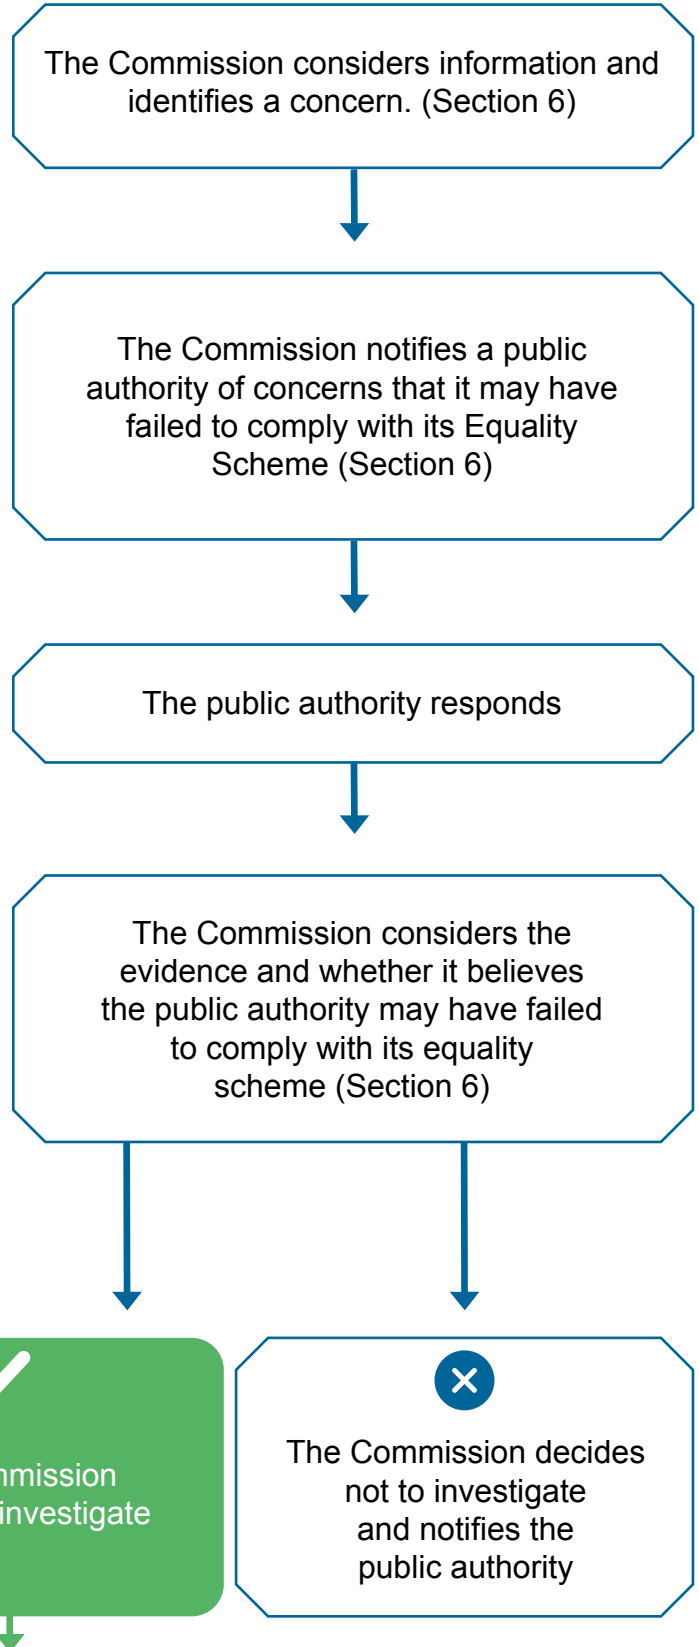 The Commission considers information and
identifies a concern. (Section 6)
The Commission notifies a public
authority of concerns that it may have
failed to comply with its Equality
Scheme (Section 6)
The public authority responds
The Commission considers the
evidence and whether it believes
the public authority may have failed
to comply with its equality
scheme (Section 6)
investigate
The Commission decides
not to investigate
and notifies the
public authority